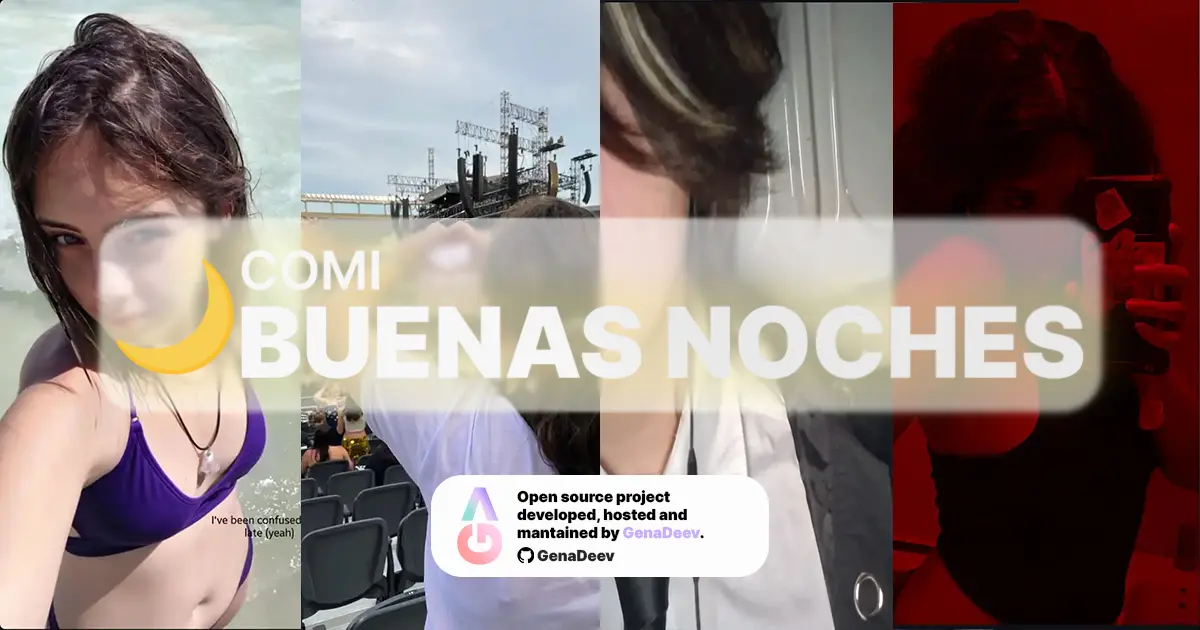 COMI
BUENAS NOCHES
I've been confused
late (yeah)
Open source project
developed, hosted and
mantained by GenaDeev.
GenaDeev